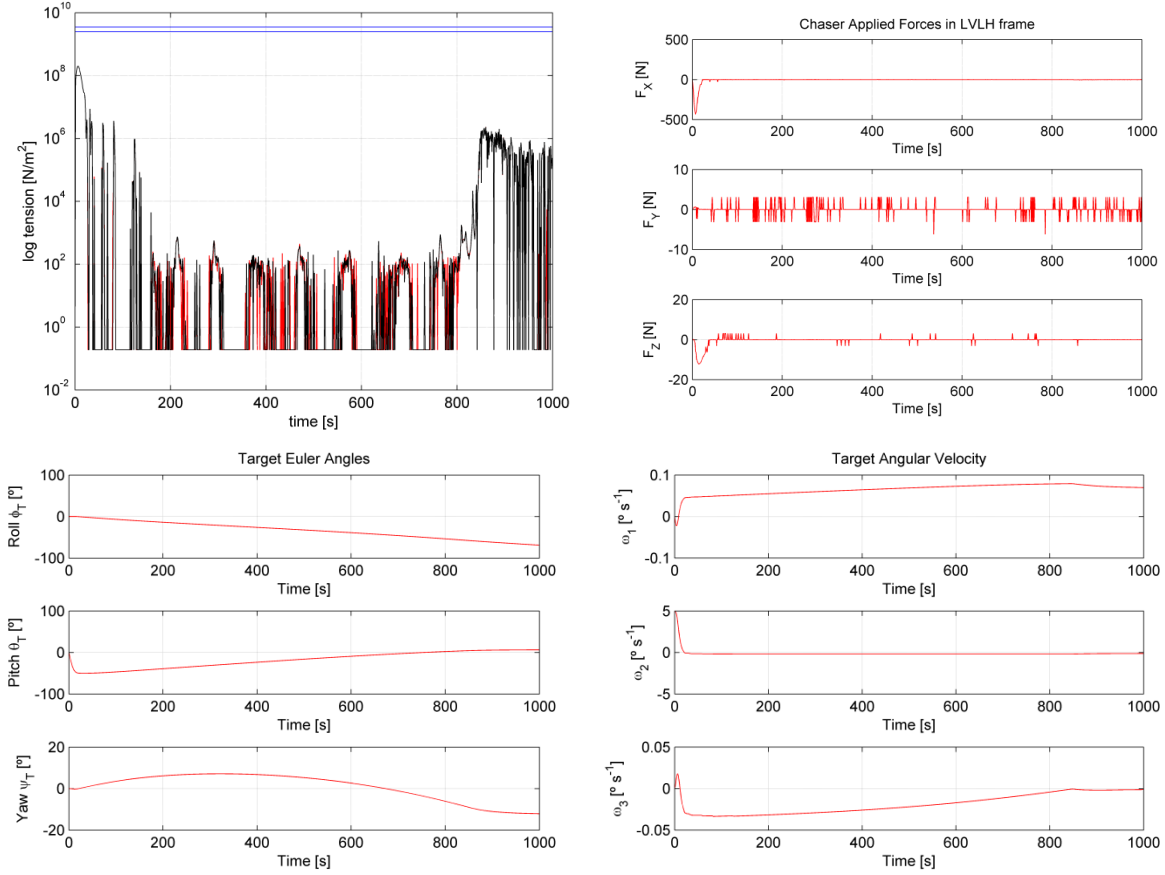 10^10
10^8
10^6
10^4
10^2
10^0
10^-2
log tension [N/m²]
0 200 400 600 800 1000
time [s]
Chaser Applied Forces in LVLH frame
500
0
-500
F_X [N]
0 200 400 600 800 1000
Time [s]
10
0
-10
F_Y [N]
0 200 400 600 800 1000
Time [s]
20
0
-20
F_Z [N]
0 200 400 600 800 1000
Time [s]
Target Euler Angles
100
0
-100
Roll ϕ_T [º]
0 200 400 600 800 1000
Time [s]
100
0
-100
Pitch θ_T [º]
0 200 400 600 800 1000
Time [s]
20
0
-20
Yaw ψ_T [º]
0 200 400 600 800 1000
Time [s]
Target Angular Velocity
0.1
0
-0.1
ω_1 [º s^-1]
0 200 400 600 800 1000
Time [s]
5
0
-5
ω_2 [º s^-1]
0 200 400 600 800 1000
Time [s]
0.05
0
-0.05
ω_3 [º s^-1]
0 200 400 600 800 1000
Time [s]